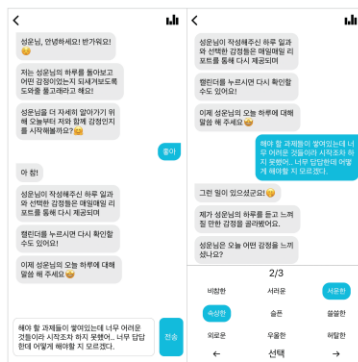 성운님, 안녕하세요! 반가워요!
저는 성운님의 하루를 돌아보고
어떤 감정이었는지 되새겨보도록
도와줄 몰고래라고 해요!
성운님을 더 자세히 알아가기 위
해 오늘부터 저와 함께 감정인지
를 시작해볼까요?
좋아
아 참!
성운님이 작성해주신 하루 일과
와 선택한 감정들은 매일매일 리
포트를 통해 다시 제공되며
캘린더를 누르시면 다시 확인할
수도 있어요!
이제 성운님의 오늘 하루에 대해
말씀 해 주세요
해야 할 과제들이 쌓여있는데 너무 어려운
것들이라 시작조차 하지 못했어.. 너무 답답
한데 어떻게 해야할 지 모르겠다.
전송
성운님이 작성해주신 하루 일과
와 선택한 감정들은 매일매일 리
포트를 통해 다시 제공되며
캘린더를 누르시면 다시 확인할
수도 있어요!
이제 성운님의 오늘 하루에 대해
말씀 해 주세요
해야 할 과제들이 쌓여있는데 너
무 어려운 것들이라 시작조차 하
지 못했어.. 너무 답답한데 어떻
게 해야할 지 모르겠다.
그런 일이 있으셨군요!
제가 성운님의 하루를 듣고 느껴
질 만한 감정을 골라봤어요.
성운님은 오늘 어떤 감정을 느끼
셨나요?
2/3
비참한 서러운 서운한
속상한 슬픈 쓸쓸한
외로운 우울한 허탈한
← 선택 →